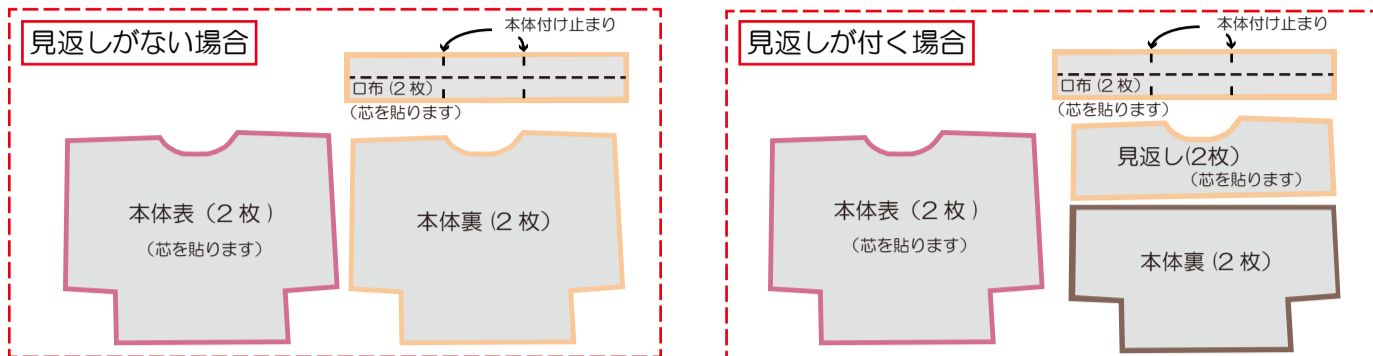 見返しがない場合
本体付け止まり
口布(2枚)
(芯を貼ります)
本体表(2枚)
(芯を貼ります)
本体裏(2枚)
見返しが付く場合
本体付け止まり
口布(2枚)
(芯を貼ります)
見返し(2枚)
(芯を貼ります)
本体表(2枚)
(芯を貼ります)
本体裏(2枚)